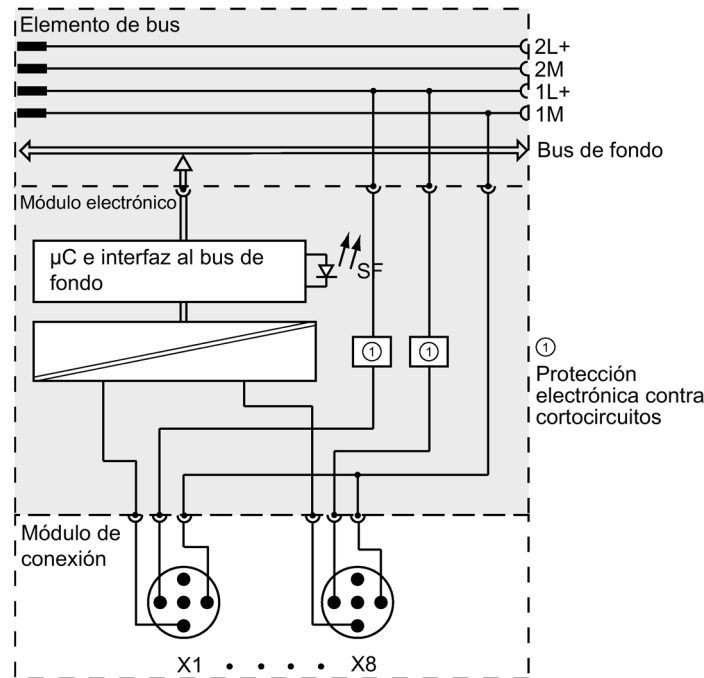 Elemento de bus
2L+
2M
1L+
1M
Bus de fondo
Módulo electrónico
µC e interfaz al bus de
fondo
SF
1
1
1
Protección
electrónica contra
cortocircuitos
Módulo de
conexión
X1 • • • • X8